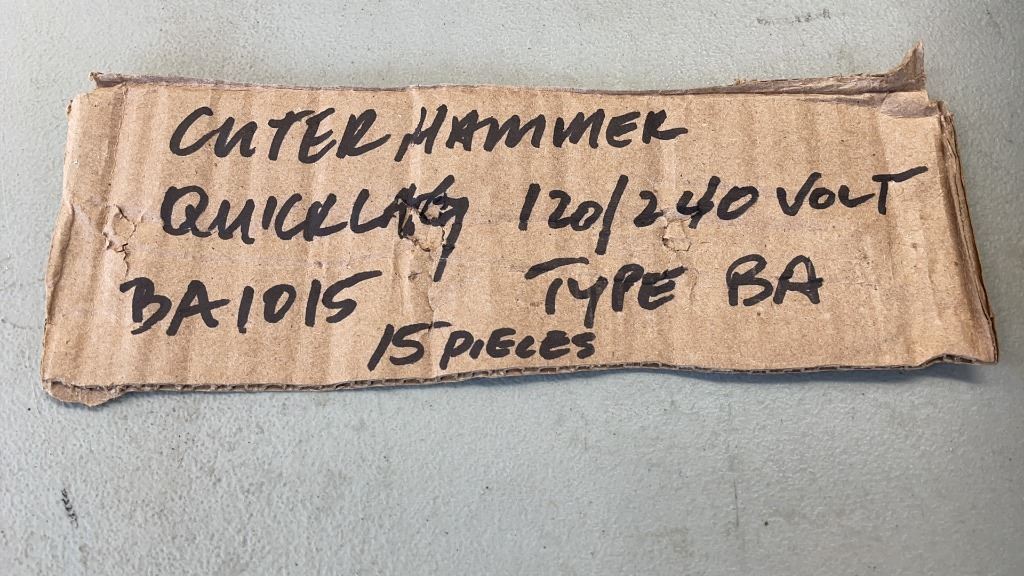 CUTER HAMMER
QUICKLAG 120/240 VOLT
BA1015 TYPE BA
15 PIECES